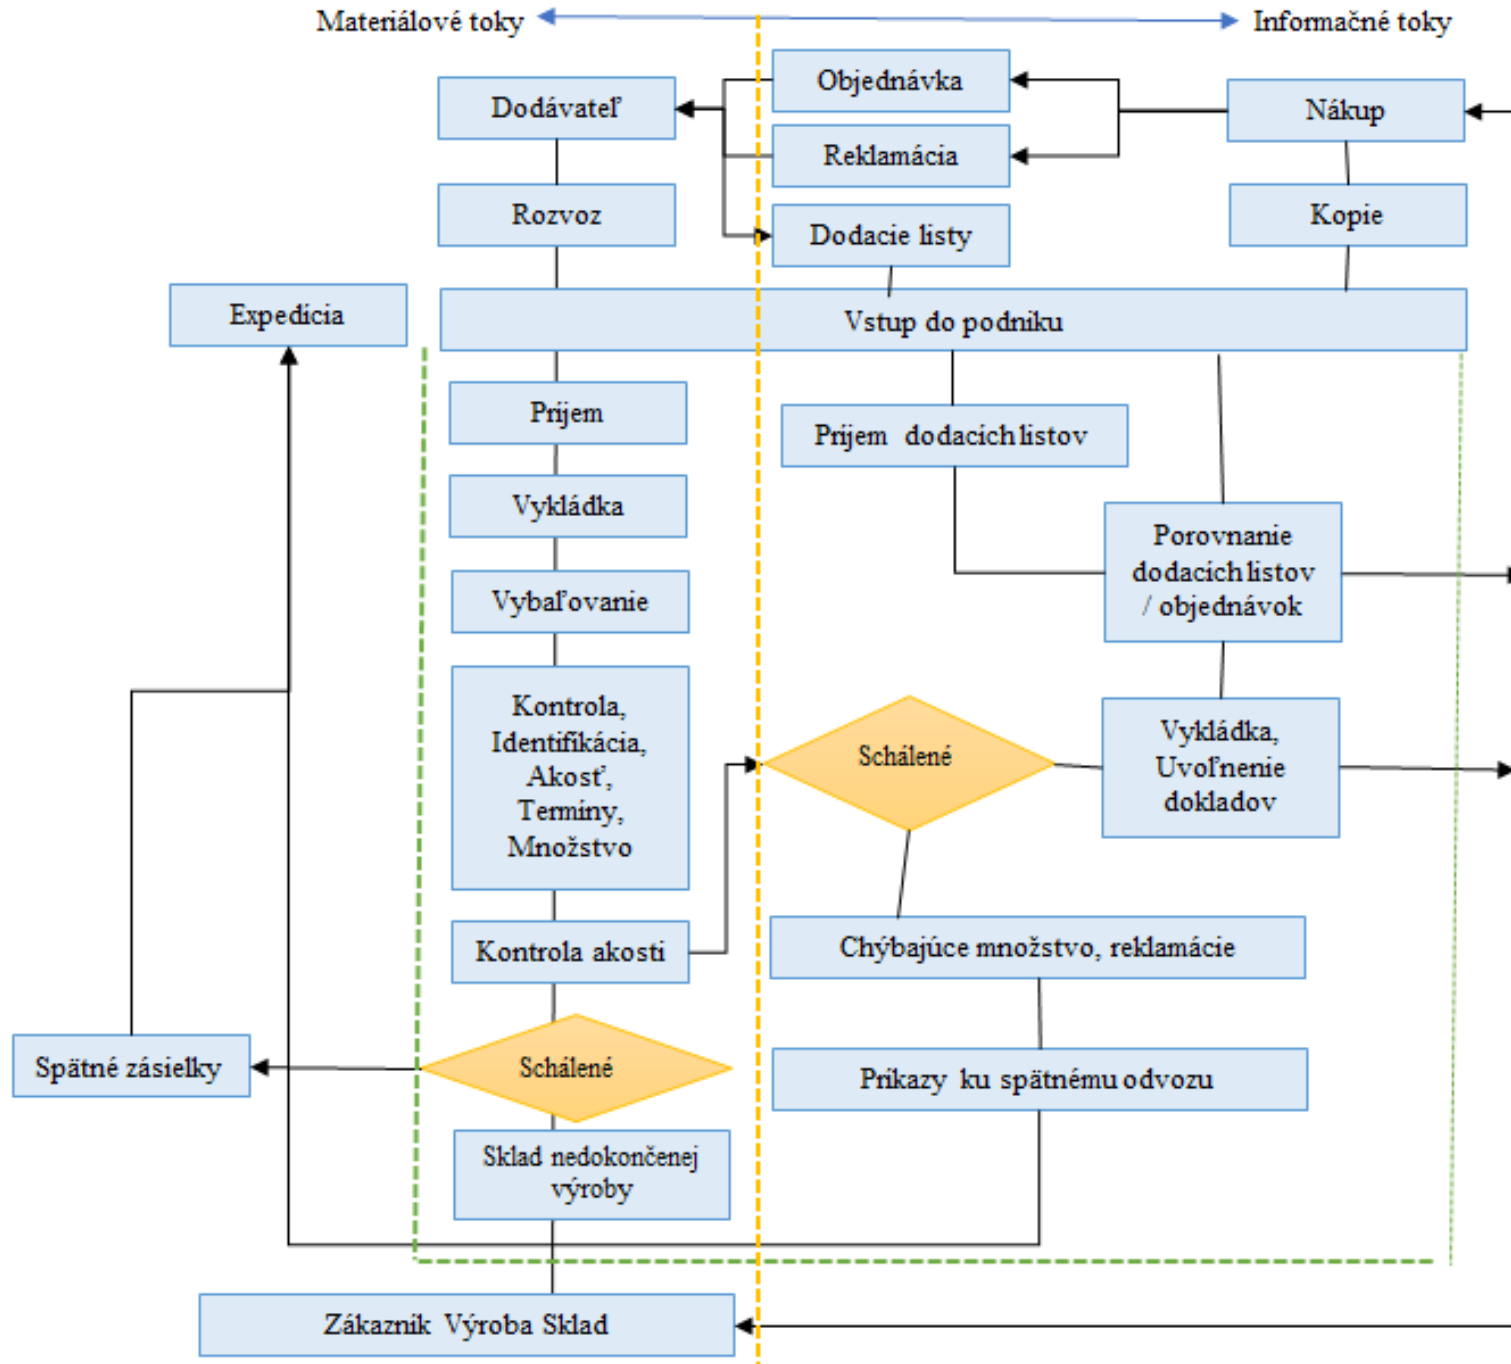 Materiálové toky
Informačné toky
Objednávka
Dodávateľ
Nákup
Reklamácia
Rozvoz
Dodacie listy
Kopie
Expedícia
Vstup do podniku
Príjem
Príjem dodacích listov
Vykládka
Vybaľovanie
Porovnanie
dodacích listov
/ objednávok
Kontrola,
Identifikácia,
Akosť,
Termíny,
Množstvo
Schálené
Vykládka,
Uvoľnenie
dokladov
Kontrola akosti
Chýbajúce množstvo, reklamácie
Spätné zásielky
Schálené
Prikazy ku spätnému odvozu
Sklad nedokončenej
výroby
Zákazník Výroba Sklad